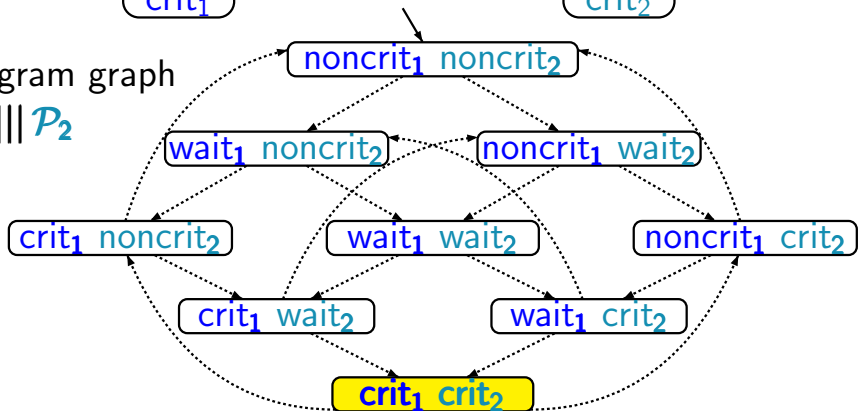 crit₁ crit₂
noncrit₁ noncrit₂
gram graph
||| 𝒫₂
wait₁ noncrit₂ noncrit₁ wait₂
crit₁ noncrit₂ wait₁ wait₂ noncrit₁ crit₂
crit₁ wait₂ wait₁ crit₂
crit₁ crit₂